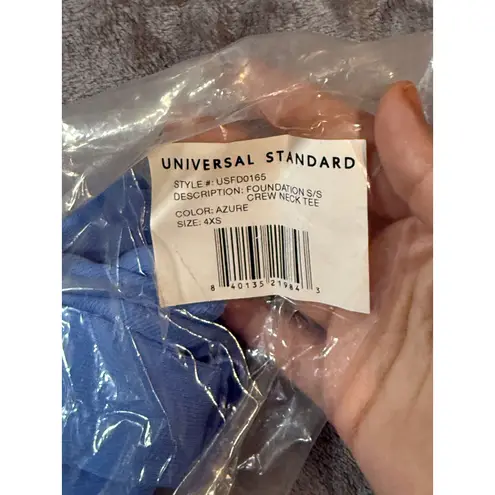 UNIVERSAL STANDARD
STYLE #: USFD0165
DESCRIPTION: FOUNDATION S/S
CREW NECK TEE
COLOR: AZURE
SIZE: 4XS
8 40135 21984 3